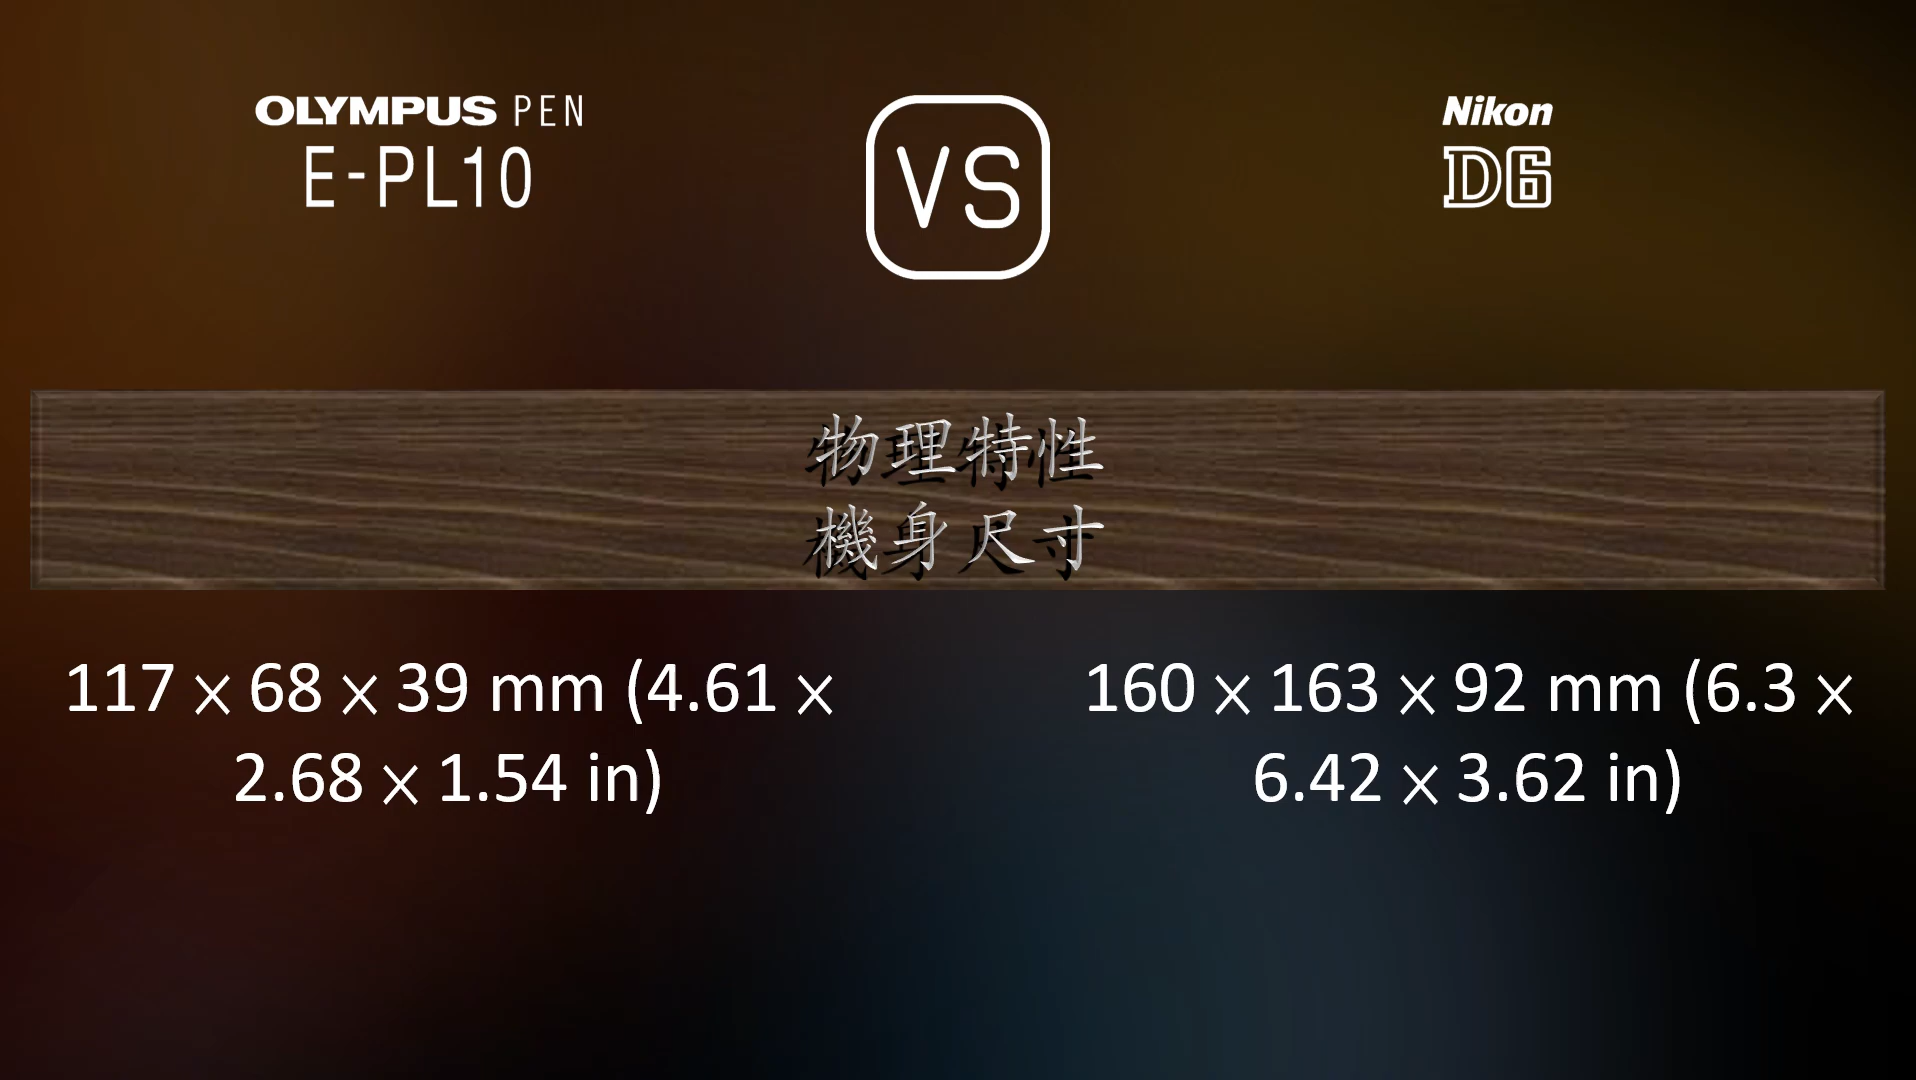 OLYMPUS PEN
E-PL10
VS
Nikon
D6
物理特性
機身尺寸
117 x 68 x 39 mm (4.61 x
2.68 x 1.54 in)
160 x 163 x 92 mm (6.3 x
6.42 x 3.62 in)